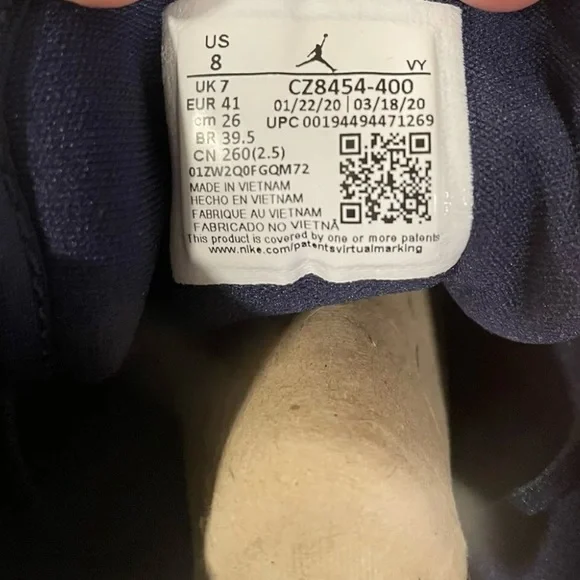 US
8
VY
UK 7 CZ8454-400
EUR 41 01/22/20 | 03/18/20
cm 26 UPC 00194494471269
BR 39.5
CN 260(2.5)
01ZW2Q0FGQM72
MADE IN VIETNAM
HECHO EN VIETNAM
FABRIQUE AU VIETNAM
FABRICADO NO VIETNÃ
This product is covered by one or more patents
www.nike.com/patentsvirtualmarking